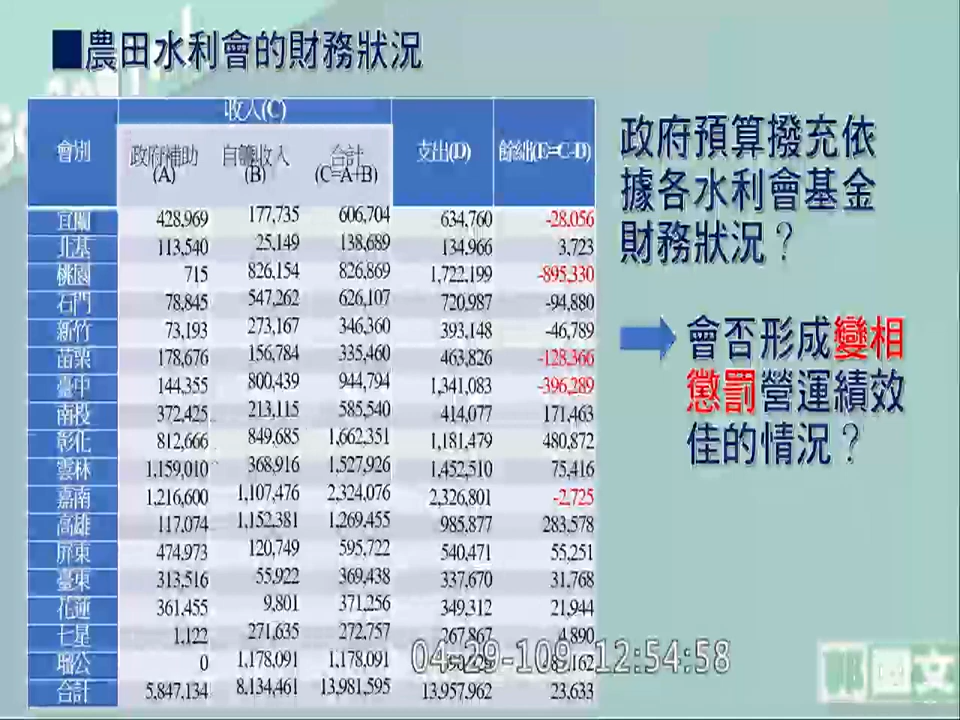 ■農田水利會的財務狀況
會別 收入(C) 支出(D) 餘絀(E=C-D)
政府補助(A) 自籌收入(B) 合計(C=A+B)
宜蘭 428,969 177,735 606,704 634,760 -28,056
北基 113,540 25,149 138,689 134,966 3,723
桃園 715 826,154 826,869 1,722,199 -895,330
石門 78,845 547,262 626,107 720,987 -94,880
新竹 73,193 273,167 346,360 393,148 -46,789
苗栗 178,676 156,784 335,460 463,826 -128,366
臺中 144,355 800,439 944,794 1,341,083 -396,289
南投 372,425 213,115 585,540 414,077 171,463
彰化 812,666 849,685 1,662,351 1,181,479 480,872
雲林 1,159,010 368,916 1,527,926 1,452,510 75,416
嘉南 1,216,600 1,107,476 2,324,076 2,326,801 -2,725
高雄 117,074 1,152,381 1,269,455 985,877 283,578
屏東 474,973 120,749 595,722 540,471 55,251
臺東 313,516 55,922 369,438 337,670 31,768
花蓮 361,455 9,801 371,256 349,312 21,944
七星 1,122 271,635 272,757 267,867 4,890
瑠公 0 1,178,091 1,178,091
合計 5,847,134 8,134,461 13,981,595 13,957,962 23,633
政府預算撥充依
據各水利會基金
財務狀況？
會否形成變相
懲罰營運績效
佳的情況？
04-29-109 12:54:58
郭國文